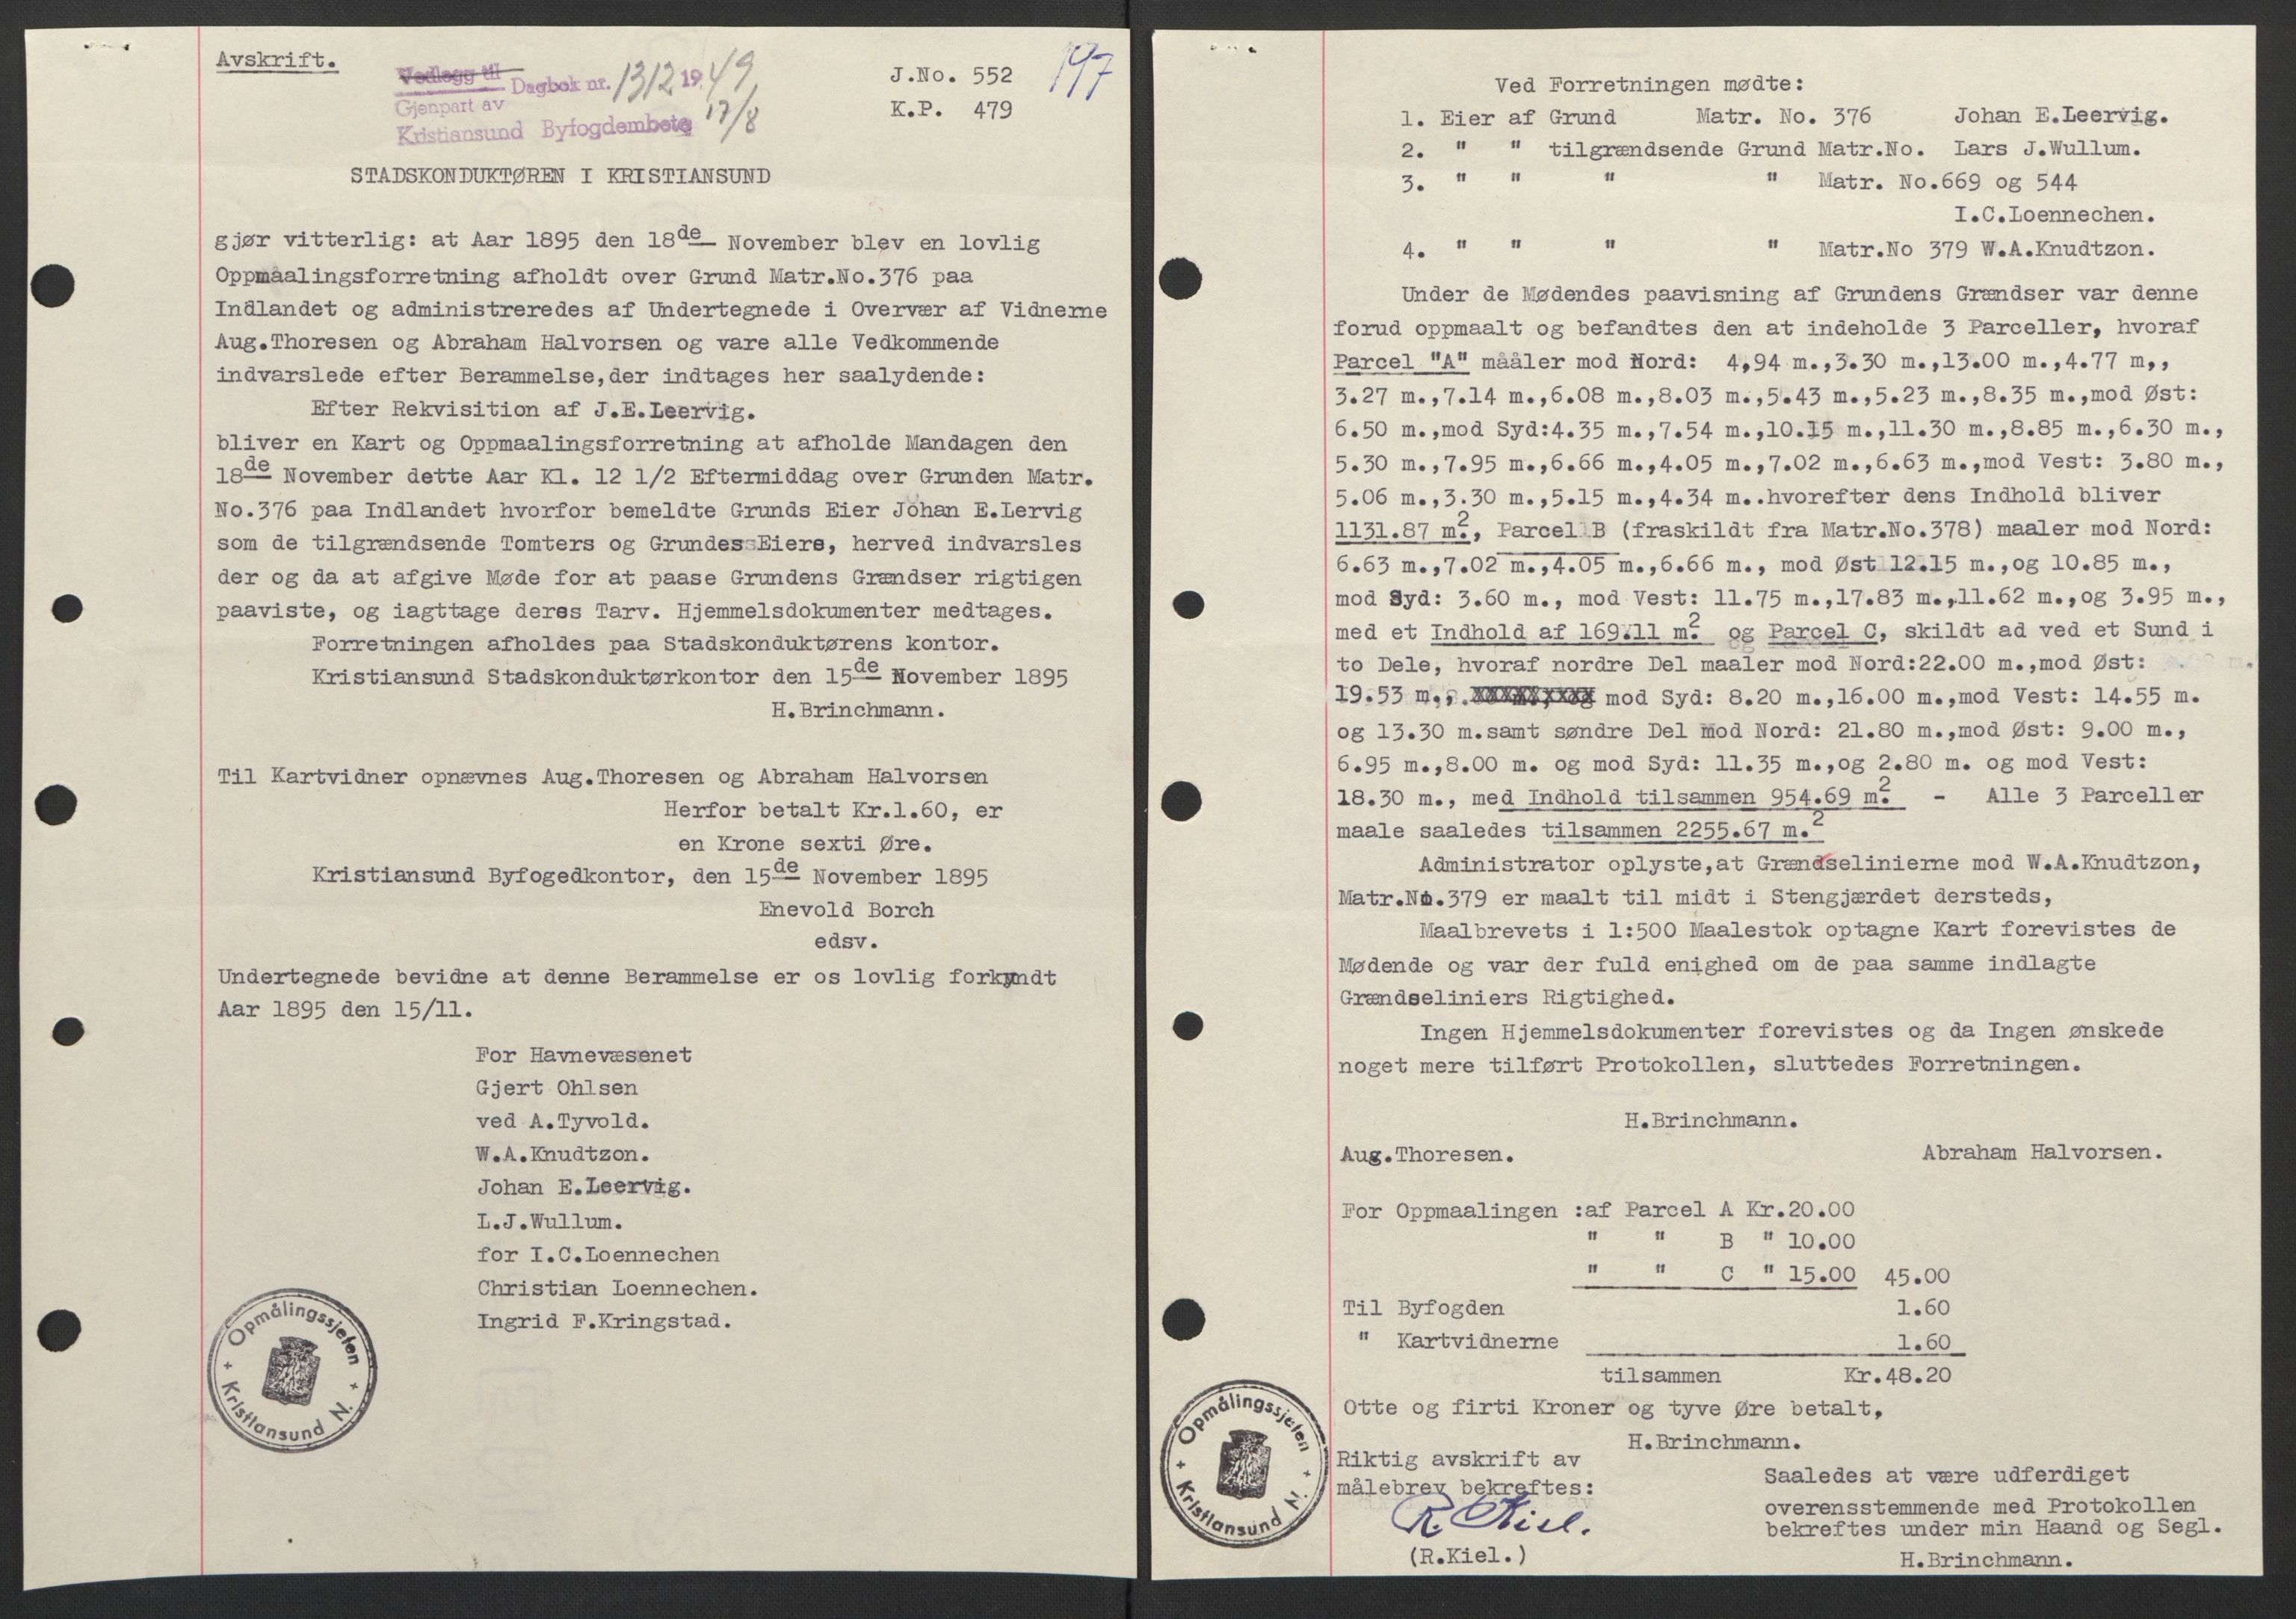 Avskrift.
Vedlegg til
Gjenpart av
Dagbok nr. 1312 1949
Kristiansund Byfogdembete 17/8
J.No. 552
K.P. 479
197
STADSKONDUKTØREN I KRISTIANSUND
gjør vitterlig: at Aar 1895 den 18de November blev en lovlig
Oppmaalingsforretning afholdt over Grund Matr.No.376 paa
Indlandet og administreredes af Undertegnede i Overvær af Vidnerne
Aug.Thoresen og Abraham Halvorsen og vare alle Vedkommende
indvarslede efter Berammelse,der indtages her saalydende:
Efter Rekvisition af J.E.Leervig.
bliver en Kart og Oppmaalingsforretning at afholde Mandagen den
18de November dette Aar Kl. 12 1/2 Eftermiddag over Grunden Matr.
No.376 paa Indlandet hvorfor bemeldte Grunds Eier Johan E.Lervig
som de tilgrændsende Tomters og Grundes Eiere, herved indvarsles
der og da at afgive Møde for at paase Grundens Grændser rigtigen
paaviste, og iagttage deres Tarv. Hjemmelsdokumenter medtages.
Forretningen afholdes paa Stadskonduktørens kontor.
Kristiansund Stadskonduktørkontor den 15de November 1895
H.Brinchmann.
Til Kartvidner opnævnes Aug.Thoresen og Abraham Halvorsen
Herfor betalt Kr.1.60, er
en Krone sexti Øre.
Kristiansund Byfogedkontor, den 15de November 1895
Enevold Borch
edsv.
Undertegnede bevidne at denne Berammelse er os lovlig forkyndt
Aar 1895 den 15/11.
For Havnevæsenet
Gjert Ohlsen
ved A.Tyvold.
W.A.Knudtzon.
Johan E.Leervig.
L.J.Wullum.
for I.C.Loennechen
Christian Loennechen.
Ingrid F.Kringstad.
Opmålingssjefen
Kristiansund N.
Ved Forretningen mødte:
1. Eier af Grund Matr. No. 376 Johan E.Leervig.
2. " " tilgrændsende Grund Matr.No. Lars J.Wullum.
3. " " " " Matr. No.669 og 544
I.C.Loennechen.
4. " " " " Matr.No 379 W.A.Knudtzon.
Under de Mødendes paavisning af Grundens Grændser var denne
forud oppmaalt og befandtes den at indeholde 3 Parceller, hvoraf
Parcel "A" mååler mod Nord: 4,94 m.,3.30 m.,13.00 m.,4.77 m,,
3.27 m.,7.14 m.,6.08 m.,8.03 m.,5.43 m.,5.23 m.,8.35 m.,mod Øst:
6.50 m.,mod Syd:4.35 m.,7.54 m.,10.15 m.,11.30 m.,8.85 m.,6.30 m.,
5.30 m.,7.95 m.,6.66 m.,4.05 m.,7.02 m.,6.63 m.,mod Vest: 3.80 m.,
5.06 m.,3.30 m.,5.15 m.,4.34 m..hvorefter dens Indhold bliver
1131.87 m.2, Parcel B (fraskildt fra Matr.No.378) maaler mod Nord:
6.63 m.,7.02 m.,4.05 m.,6.66 m., mod Øst 12.15 m.,og 10.85 m.,
mod Syd: 3.60 m., mod Vest: 11.75 m.,17.83 m.,11.62 m.,og 3.95 m.,
med et Indhold af 169.11 m.2 og Parcel C, skildt ad ved et Sund i
to Dele, hvoraf nordre Del maaler mod Nord:22.00 m.,mod Øst:
19.53 m., mod Syd: 8.20 m.,16.00 m.,mod Vest: 14.55 m.
og 13.30 m.samt søndre Del mod Nord: 21.80 m.,mod Øst: 9.00 m.,
6.95 m.,8.00 m. og mod Syd: 11.35 m.,og 2.80 m. og mod Vest:
18.30 m., med Indhold tilsammen 954.69 m.2 - Alle 3 Parceller
maale saaledes tilsammen 2255.67 m.2
Administrator oplyste,at Grændselinierne mod W.A.Knudtzon,
Matr.No.379 er maalt til midt i Stengjærdet dersteds,
Maalbrevets i 1:500 Maalestok optagne Kart forevistes de
Mødende og var der fuld enighed om de paa samme indlagte
Grændseliniers Rigtighed.
Ingen Hjemmelsdokumenter forevistes og da Ingen ønskede
noget mere tilført Protokollen, sluttedes Forretningen.
H.Brinchmann.
Aug.Thoresen. Abraham Halvorsen.
For Oppmaalingen :af Parcel A Kr.20.00
" " B " 10.00
" " C " 15.00 45.00
Til Byfogden 1.60
" Kartvidnerne 1.60
tilsammen Kr.48.20
Otte og firti Kroner og tyve Øre betalt,
H.Brinchmann.
Riktig avskrift av
målebrev bekreftes:
R. Kiel.
(R.Kiel.)
Saaledes at være udferdiget
overensstemmende med Protokollen
bekreftes under min Haand og Segl.
H.Brinchmann.
Opmålingssjefen
Kristiansund N.